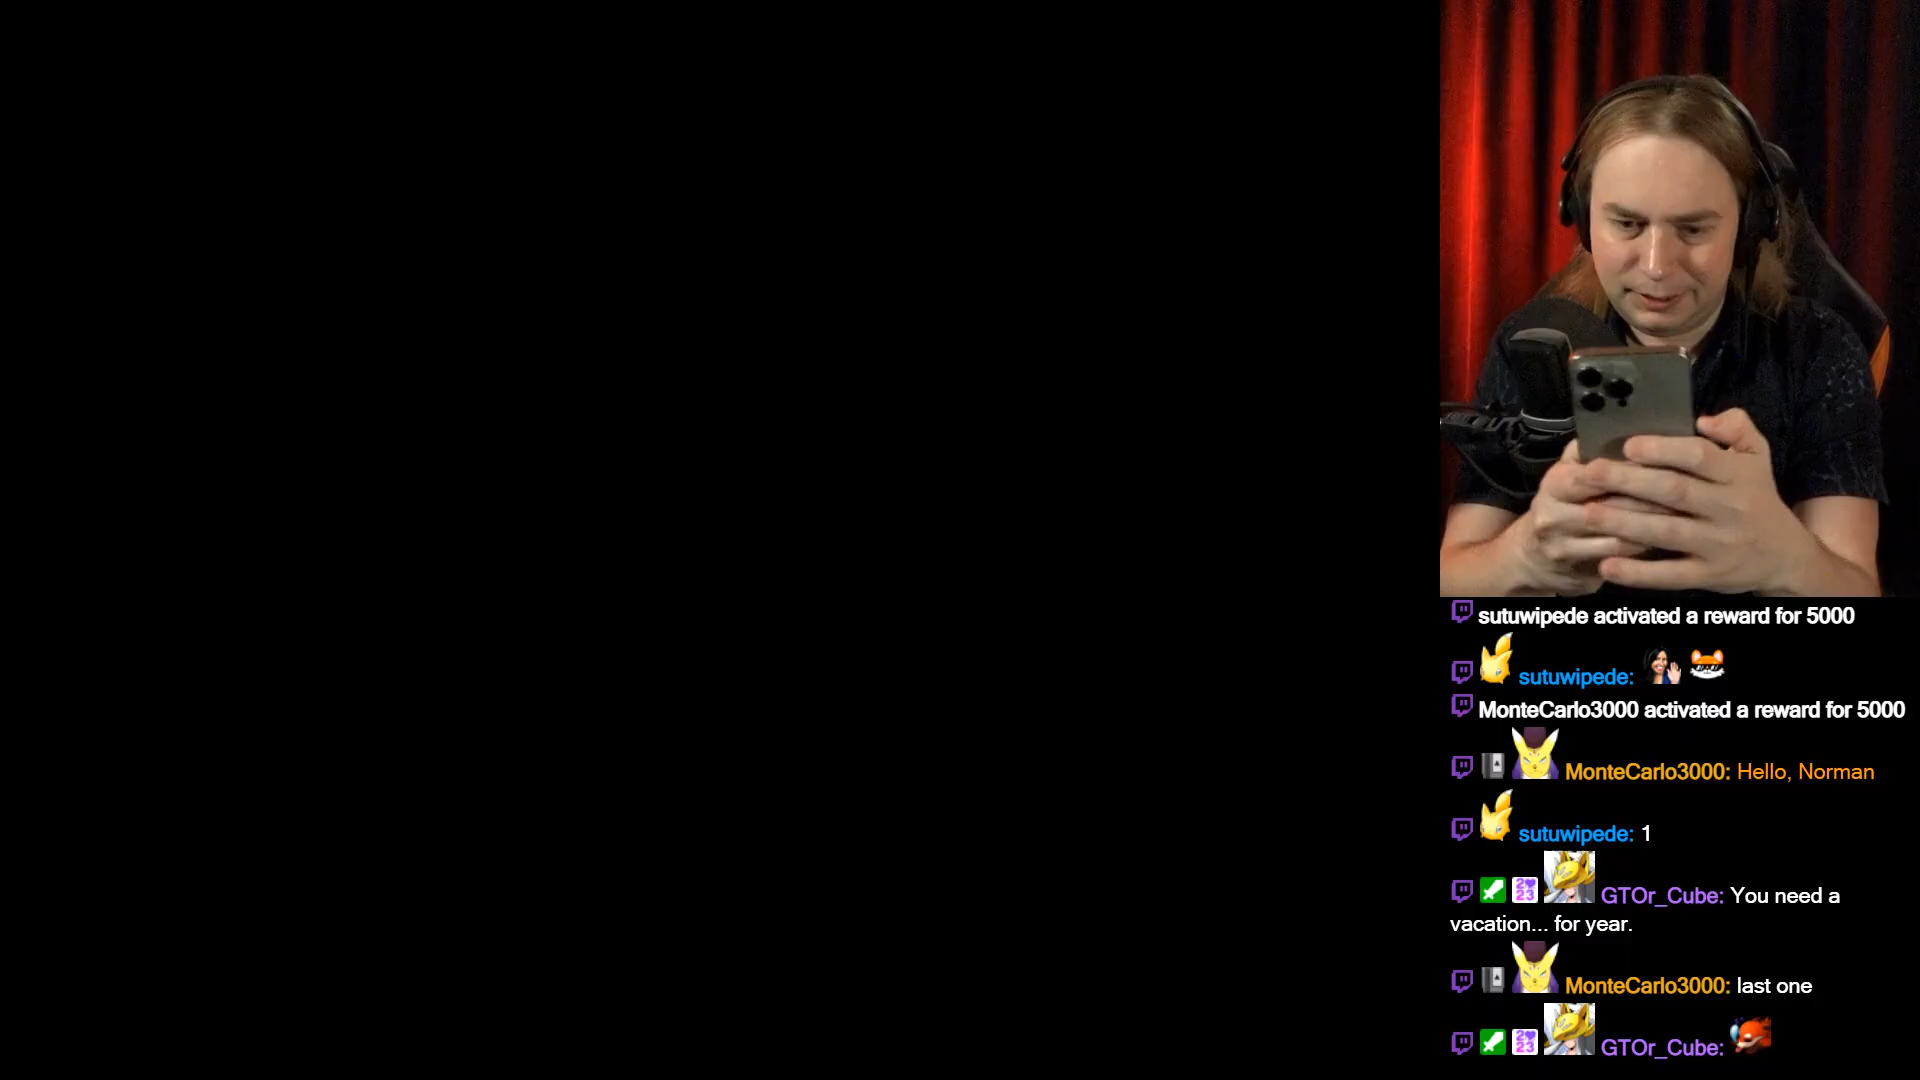 sutuwipede activated a reward for 5000
sutuwipede:
MonteCarlo3000 activated a reward for 5000
MonteCarlo3000: Hello, Norman
sutuwipede: 1
GTOr_Cube: You need a
vacation... for year.
MonteCarlo3000: last one
GTOr_Cube: